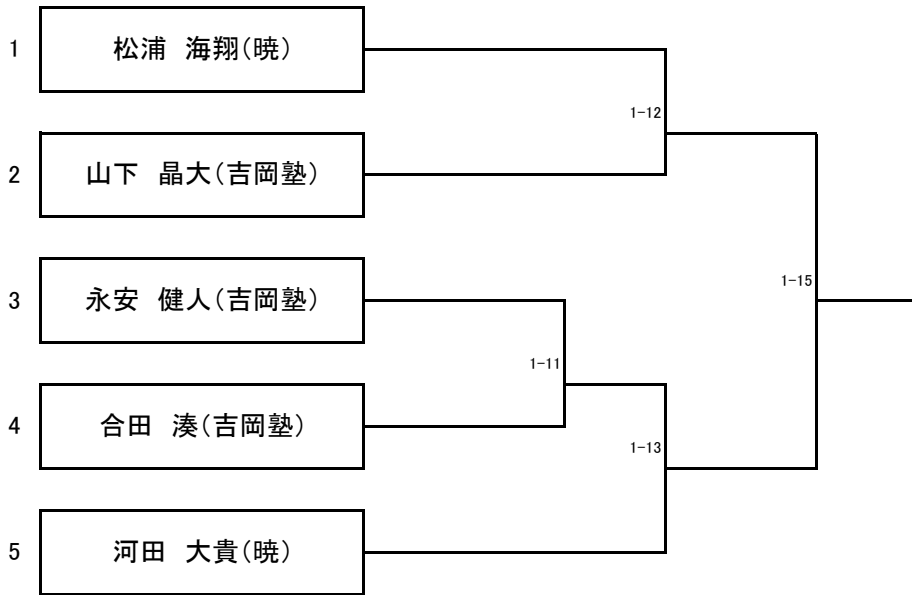 1 松浦　海翔（暁）
1-12
2 山下　晶大（吉岡塾）
1-15
3 永安　健人（吉岡塾）
1-11
4 合田　湊（吉岡塾）
1-13
5 河田　大貴（暁）